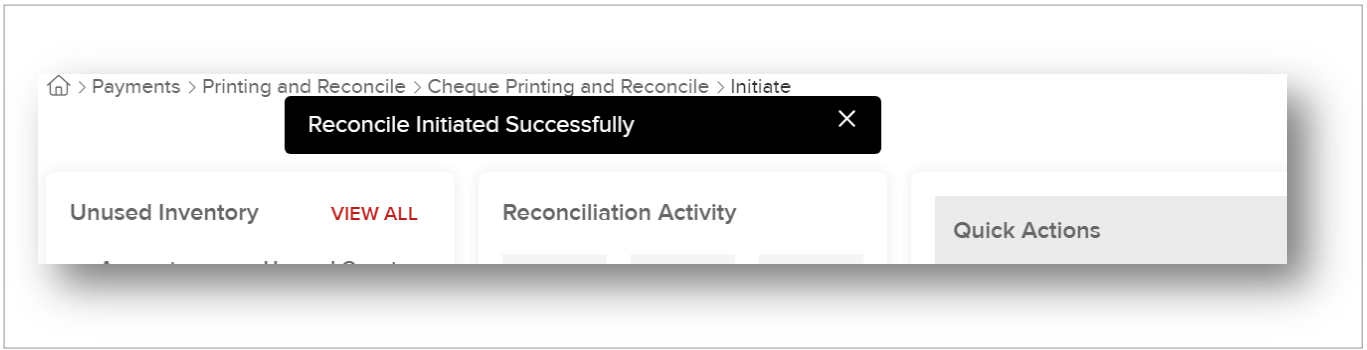 > Payments > Printing and Reconcile > Cheque Printing and Reconcile > Initiate
Reconcile Initiated Successfully
Unused Inventory VIEW ALL
Reconciliation Activity
Quick Actions